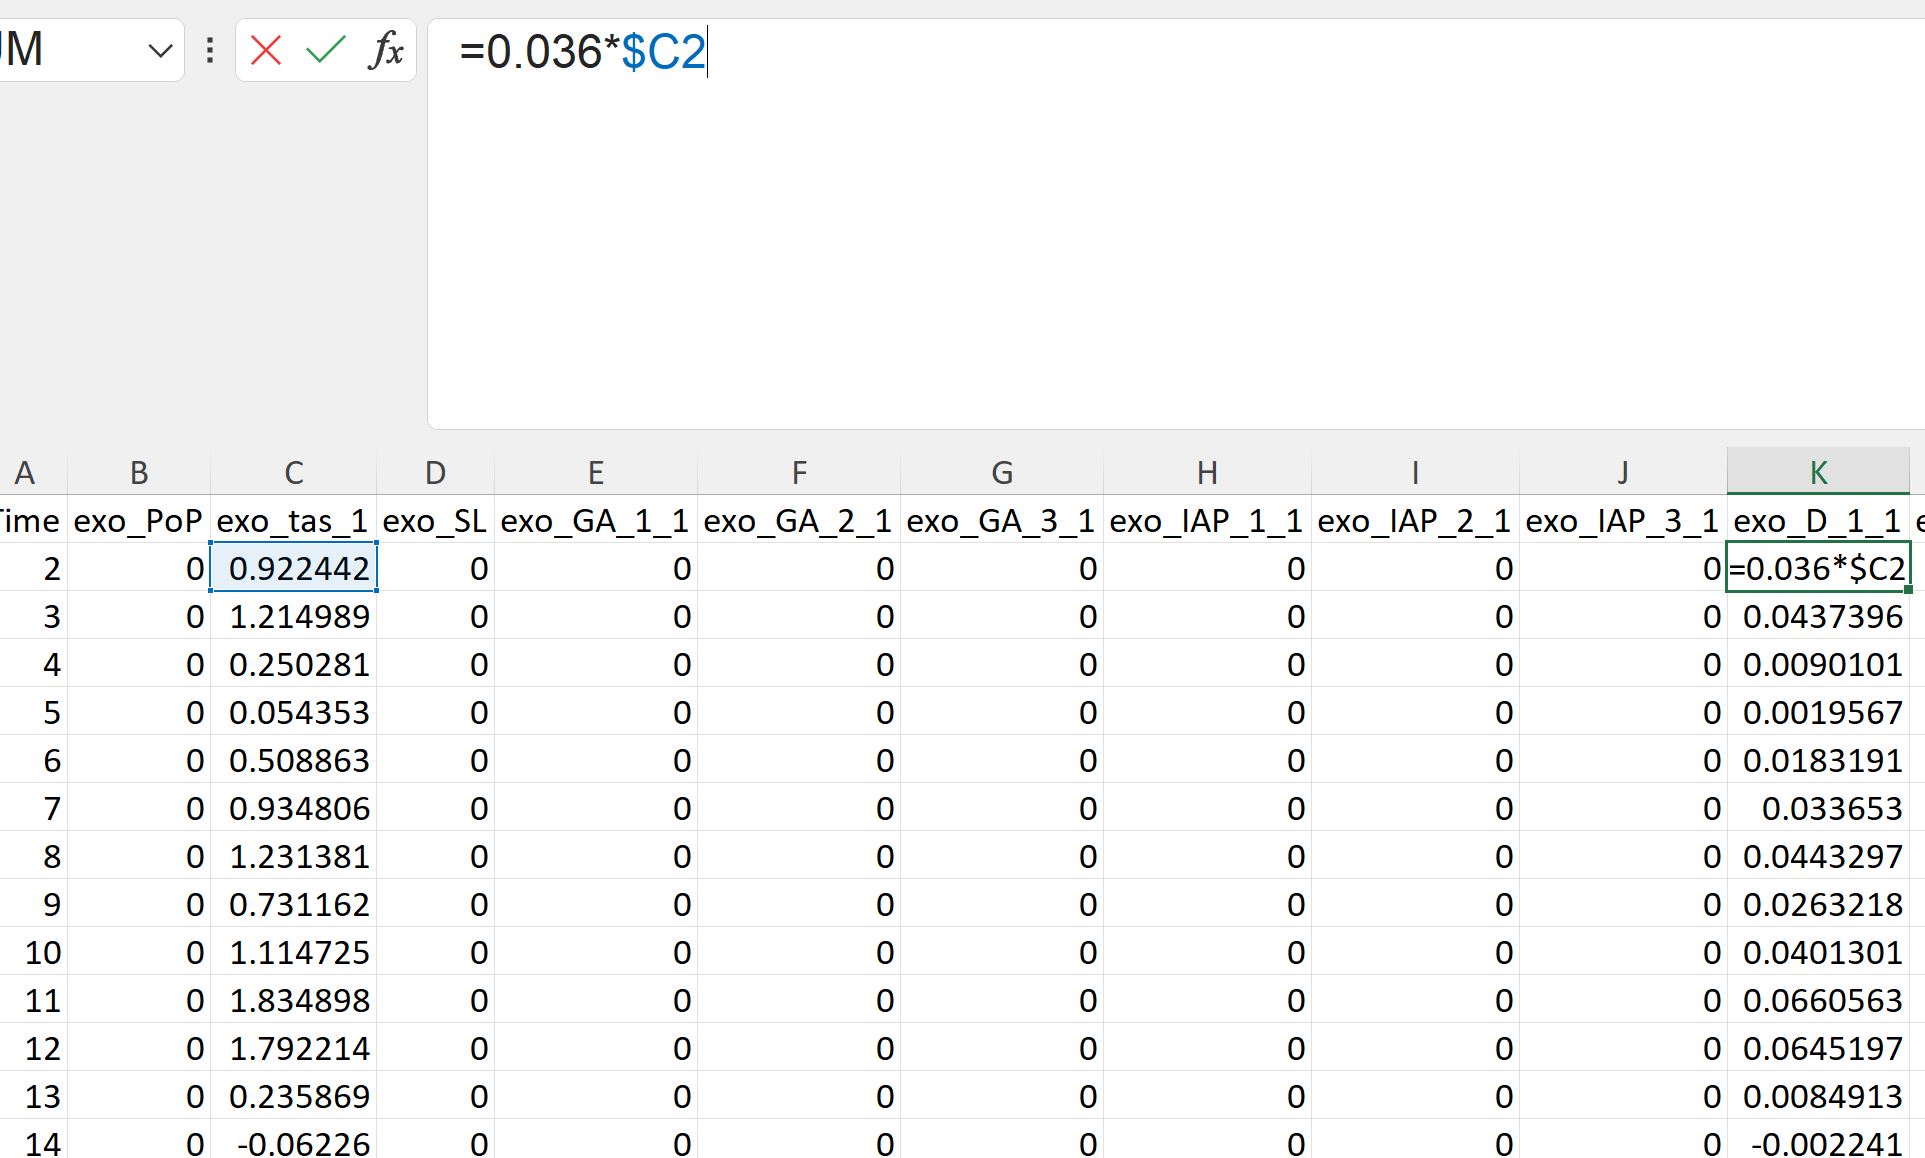 UM fx =0.036*$C2
A B C D E F G H I J K
Time exo_PoP exo_tas_1 exo_SL exo_GA_1_1 exo_GA_2_1 exo_GA_3_1 exo_IAP_1_1 exo_IAP_2_1 exo_IAP_3_1 exo_D_1_1
2 0 0.922442 0 0 0 0 0 0 0 =0.036*$C2
3 0 1.214989 0 0 0 0 0 0 0 0.0437396
4 0 0.250281 0 0 0 0 0 0 0 0.0090101
5 0 0.054353 0 0 0 0 0 0 0 0.0019567
6 0 0.508863 0 0 0 0 0 0 0 0.0183191
7 0 0.934806 0 0 0 0 0 0 0 0.033653
8 0 1.231381 0 0 0 0 0 0 0 0.0443297
9 0 0.731162 0 0 0 0 0 0 0 0.0263218
10 0 1.114725 0 0 0 0 0 0 0 0.0401301
11 0 1.834898 0 0 0 0 0 0 0 0.0660563
12 0 1.792214 0 0 0 0 0 0 0 0.0645197
13 0 0.235869 0 0 0 0 0 0 0 0.0084913
14 0 -0.06226 0 0 0 0 0 0 0 -0.002241